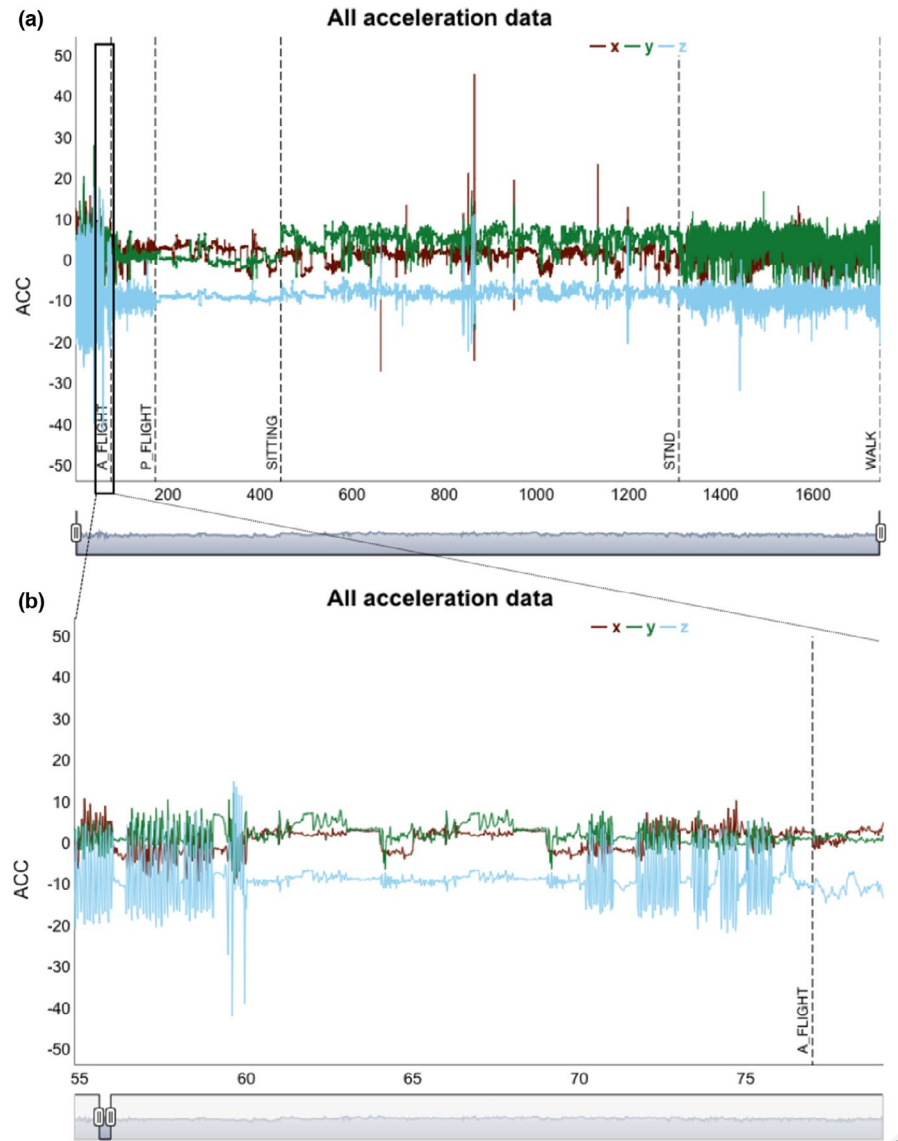 (a)
All acceleration data
x y z
50
40
30
20
10
0
-10
-20
-30
-40
-50
ACC
A_FLIGHT
P_FLIGHT
SITTING
STND
WALK
200 400 600 800 1000 1200 1400 1600
(b)
All acceleration data
x y z
50
40
30
20
10
0
-10
-20
-30
-40
-50
ACC
A_FLIGHT
55 60 65 70 75